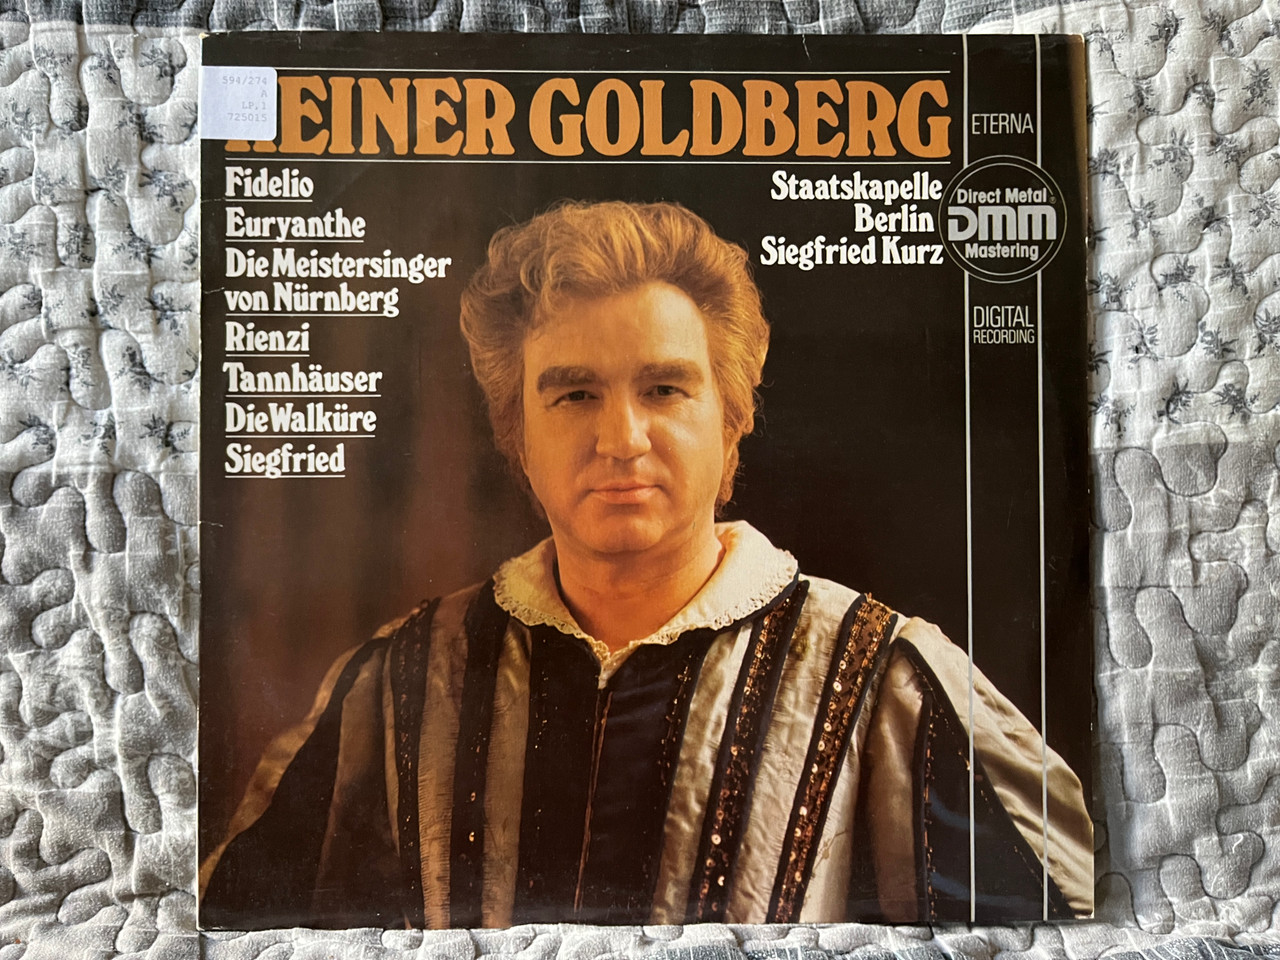 594/274
A
LP,1
725015
REINER GOLDBERG
Fidelio
Euryanthe
Die Meistersinger
von Nürnberg
Rienzi
Tannhäuser
Die Walküre
Siegfried
Staatskapelle
Berlin
Siegfried Kurz
ETERNA
Direct Metal®
DMM
Mastering
DIGITAL
RECORDING